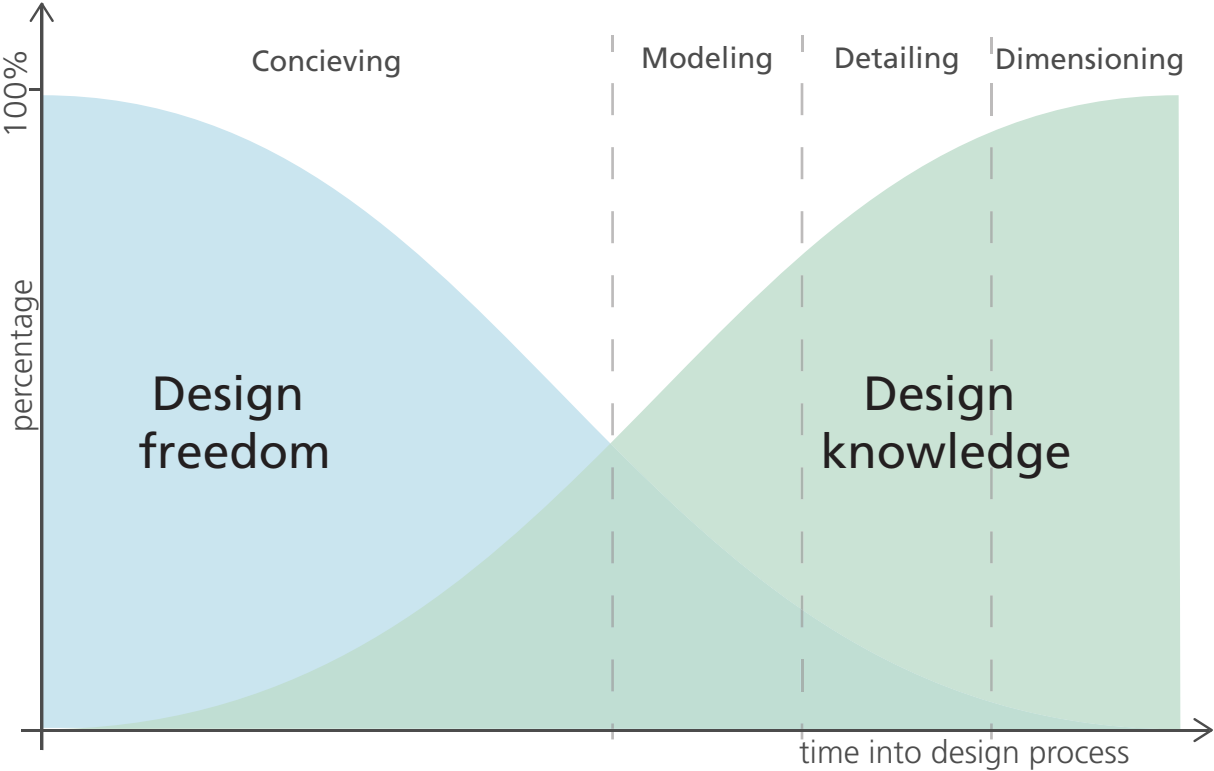 Concieving
Modeling
Detailing
Dimensioning
100%
percentage
Design
freedom
Design
knowledge
time into design process